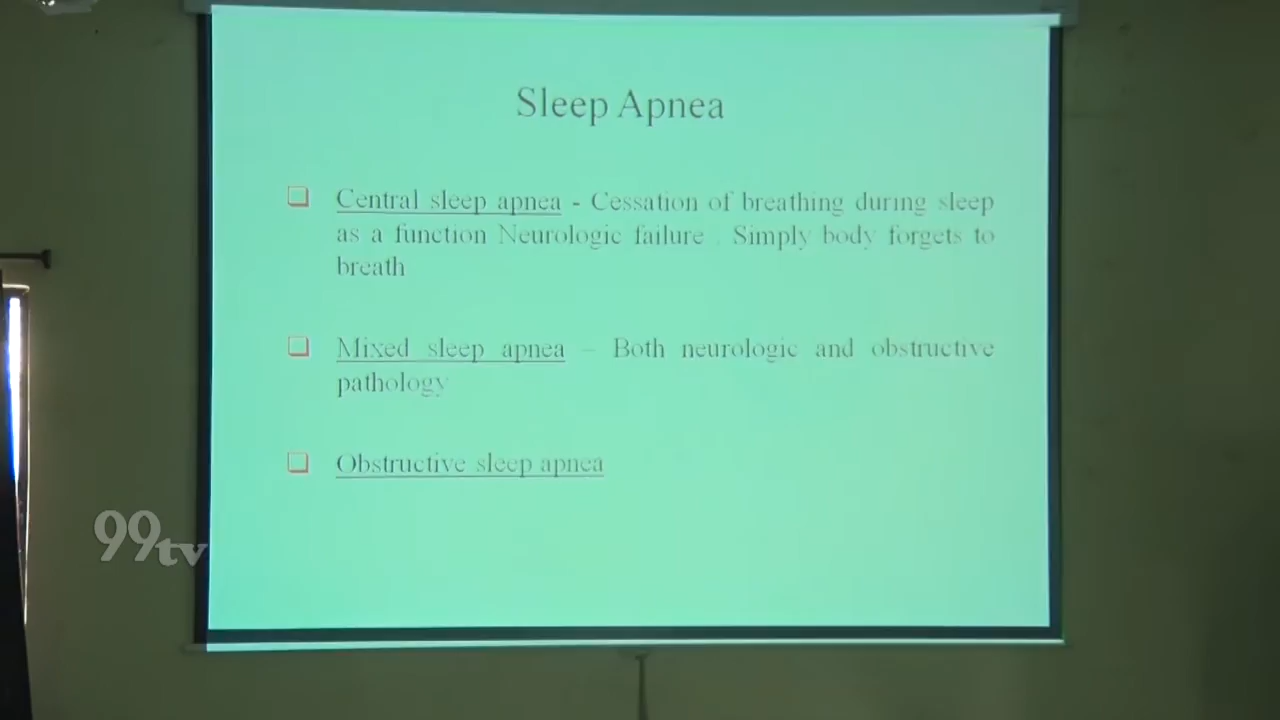 Sleep Apnea
Central sleep apnea - Cessation of breathing during sleep
as a function Neurologic failure . Simply body forgets to
breath
Mixed sleep apnea – Both neurologic and obstructive
pathology
Obstructive sleep apnea
99tv